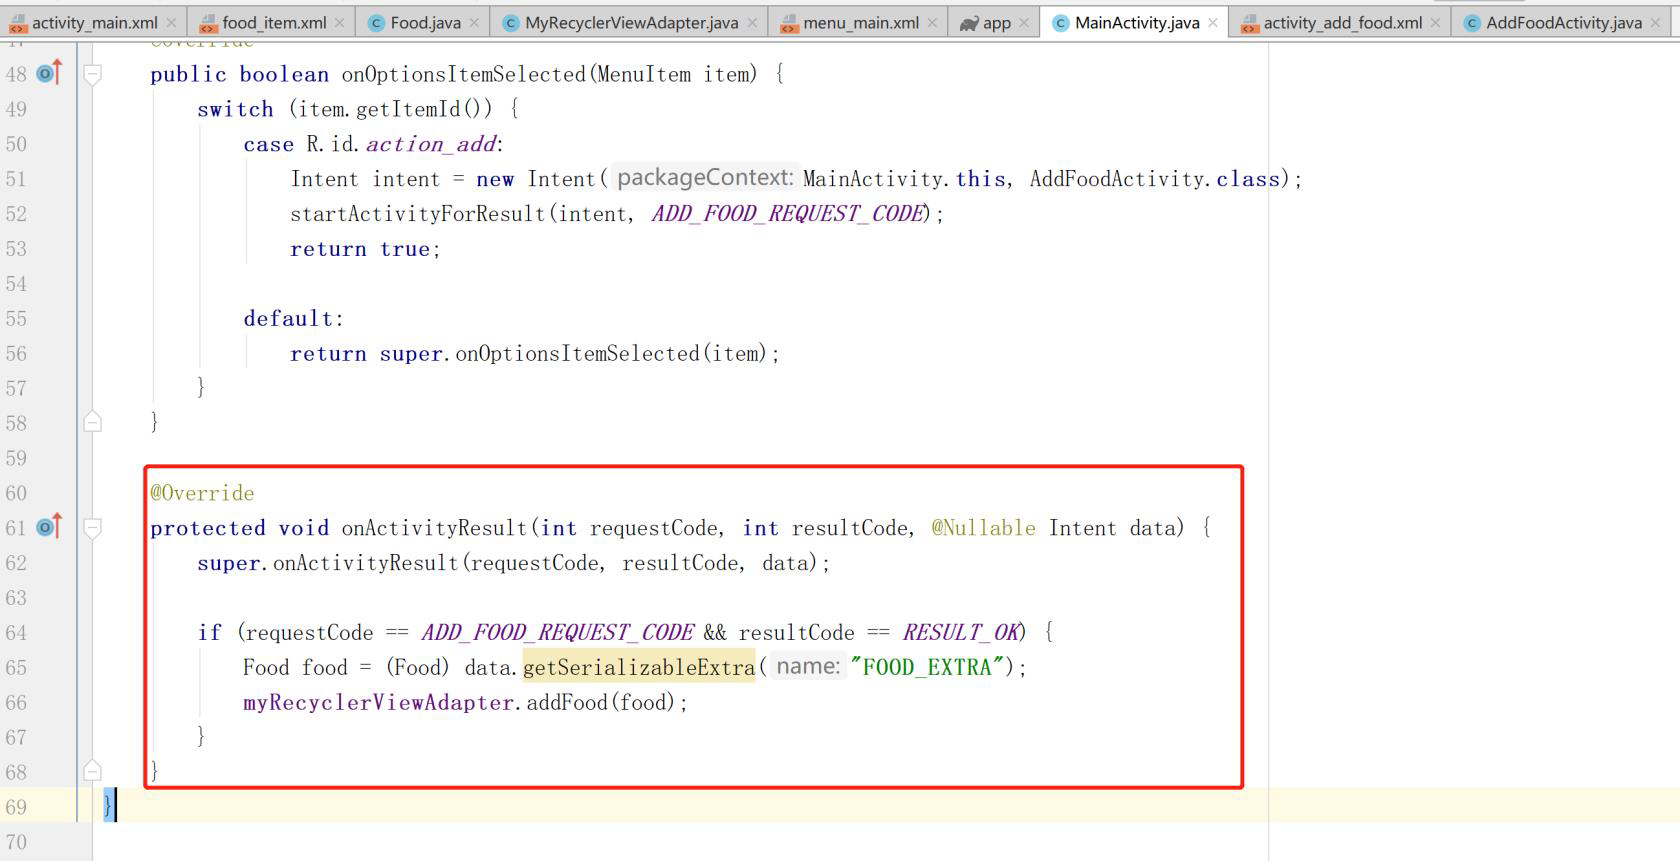 activity_main.xml food_item.xml Food.java MyRecyclerViewAdapter.java menu_main.xml app MainActivity.java activity_add_food.xml AddFoodActivity.java
47 @Override
48 public boolean onOptionsItemSelected(MenuItem item) {
49 switch (item.getItemId()) {
50 case R.id.action_add:
51 Intent intent = new Intent( packageContext: MainActivity.this, AddFoodActivity.class);
52 startActivityForResult(intent, ADD_FOOD_REQUEST_CODE);
53 return true;
54
55 default:
56 return super.onOptionsItemSelected(item);
57 }
58 }
59
60 @Override
61 protected void onActivityResult(int requestCode, int resultCode, @Nullable Intent data) {
62 super.onActivityResult(requestCode, resultCode, data);
63
64 if (requestCode == ADD_FOOD_REQUEST_CODE && resultCode == RESULT_OK) {
65 Food food = (Food) data.getSerializableExtra( name: "FOOD_EXTRA");
66 myRecyclerViewAdapter.addFood(food);
67 }
68 }
69 }
70